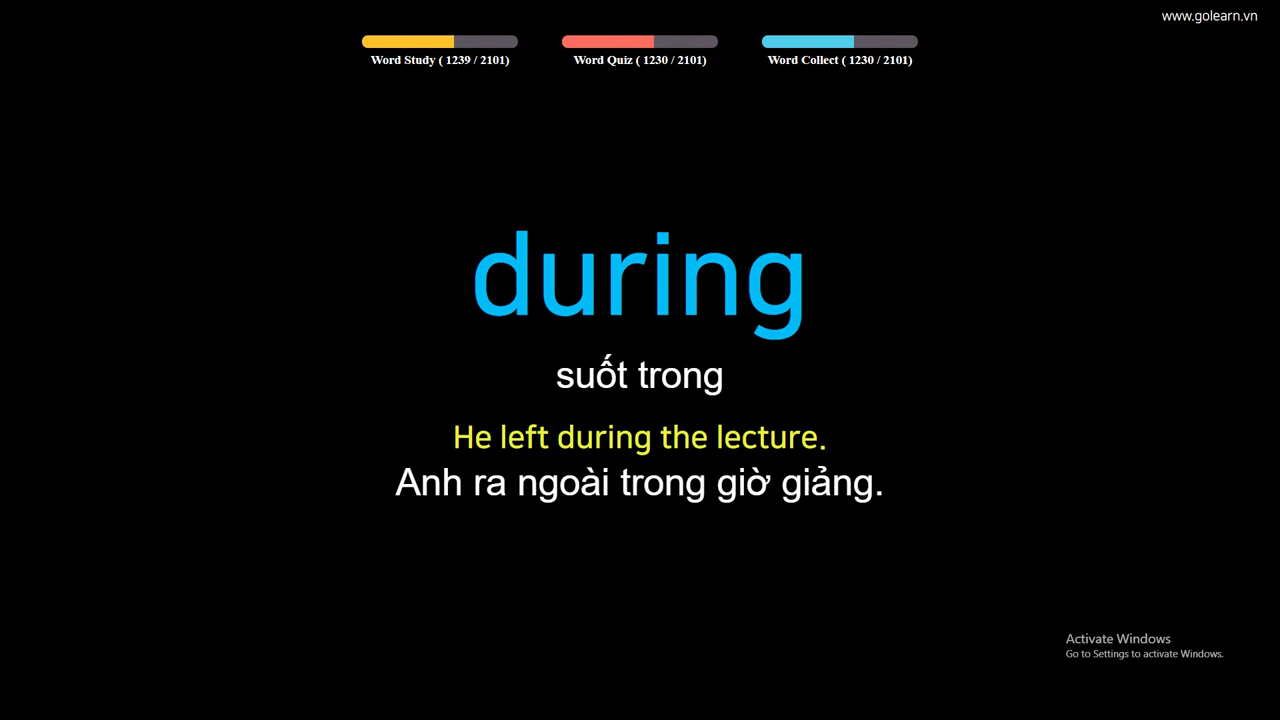 www.golearn.vn
Word Study ( 1239 / 2101)
Word Quiz ( 1230 / 2101)
Word Collect ( 1230 / 2101)
during
suốt trong
He left during the lecture.
Anh ra ngoài trong giờ giảng.
Activate Windows
Go to Settings to activate Windows.